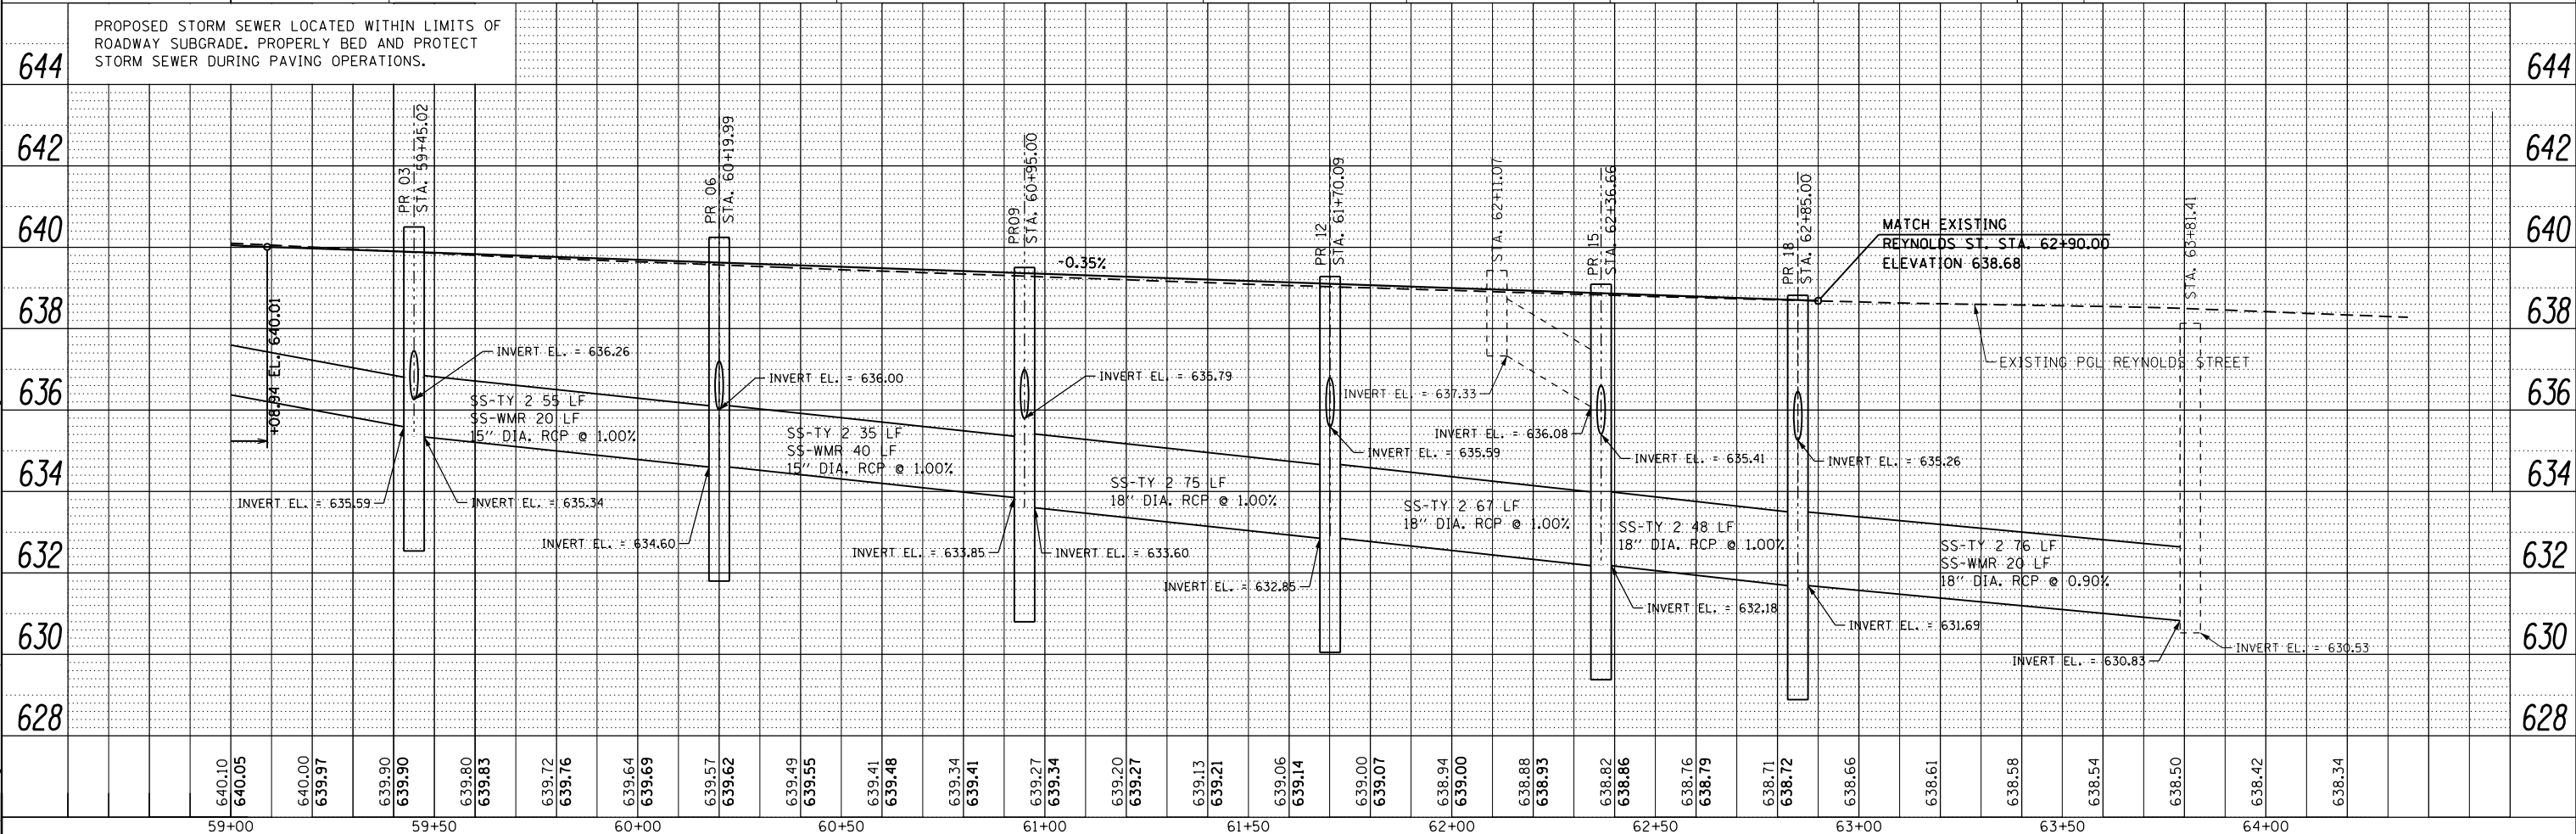 PROPOSED STORM SEWER LOCATED WITHIN LIMITS OF
ROADWAY SUBGRADE. PROPERLY BED AND PROTECT
STORM SEWER DURING PAVING OPERATIONS.
644
642
640
638
636
634
632
630
628
644
642
640
638
636
634
632
630
628
+08.94 EL. 640.01
PR 03
STA. 59+45.02
PR 06
STA. 60+19.99
PR09
STA. 60+95.00
PR 12
STA. 61+70.09
STA. 62+11.07
PR 15
STA. 62+36.66
PR 18
STA. 62+85.00
STA. 63+81.41
-0.35%
MATCH EXISTING
REYNOLDS ST. STA. 62+90.00
ELEVATION 638.68
EXISTING PGL REYNOLDS STREET
INVERT EL. = 636.26
INVERT EL. = 636.00
INVERT EL. = 635.79
INVERT EL. = 637.33
INVERT EL. = 636.08
INVERT EL. = 635.59
INVERT EL. = 635.41
INVERT EL. = 635.26
SS-TY 2 55 LF
SS-WMR 20 LF
15" DIA. RCP @ 1.00%
SS-TY 2 35 LF
SS-WMR 40 LF
15" DIA. RCP @ 1.00%
SS-TY 2 75 LF
18" DIA. RCP @ 1.00%
SS-TY 2 67 LF
18" DIA. RCP @ 1.00%
SS-TY 2 48 LF
18" DIA. RCP @ 1.00%
SS-TY 2 76 LF
SS-WMR 20 LF
18" DIA. RCP @ 0.90%
INVERT EL. = 635.59
INVERT EL. = 635.34
INVERT EL. = 634.60
INVERT EL. = 633.85
INVERT EL. = 633.60
INVERT EL. = 632.85
INVERT EL. = 632.18
INVERT EL. = 631.69
INVERT EL. = 630.83
INVERT EL. = 630.53
640.10
640.05
640.00
639.97
639.90
639.90
639.80
639.83
639.72
639.76
639.64
639.69
639.57
639.62
639.49
639.55
639.41
639.48
639.34
639.41
639.27
639.34
639.20
639.27
639.13
639.21
639.06
639.14
639.00
639.07
638.94
639.00
638.88
638.93
638.82
638.86
638.76
638.79
638.71
638.72
638.66
638.61
638.58
638.54
638.50
638.42
638.34
59+00
59+50
60+00
60+50
61+00
61+50
62+00
62+50
63+00
63+50
64+00